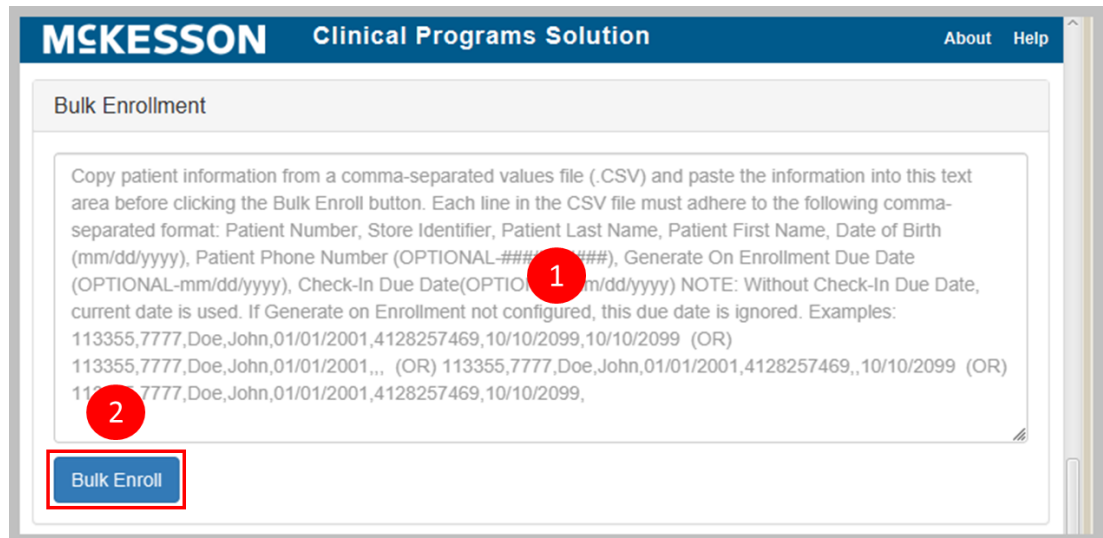 MCKESSON Clinical Programs Solution About Help
Bulk Enrollment
Copy patient information from a comma-separated values file (.CSV) and paste the information into this text
area before clicking the Bulk Enroll button. Each line in the CSV file must adhere to the following comma-
separated format: Patient Number, Store Identifier, Patient Last Name, Patient First Name, Date of Birth
(mm/dd/yyyy), Patient Phone Number (OPTIONAL-### ###), Generate On Enrollment Due Date
(OPTIONAL-mm/dd/yyyy), Check-In Due Date(OPTIO 1 m/dd/yyyy) NOTE: Without Check-In Due Date,
current date is used. If Generate on Enrollment not configured, this due date is ignored. Examples:
113355,7777,Doe,John,01/01/2001,4128257469,10/10/2099,10/10/2099 (OR)
113355,7777,Doe,John,01/01/2001,,, (OR) 113355,7777,Doe,John,01/01/2001,4128257469,,10/10/2099 (OR)
11 7777,Doe,John,01/01/2001,4128257469,10/10/2099,
2
Bulk Enroll